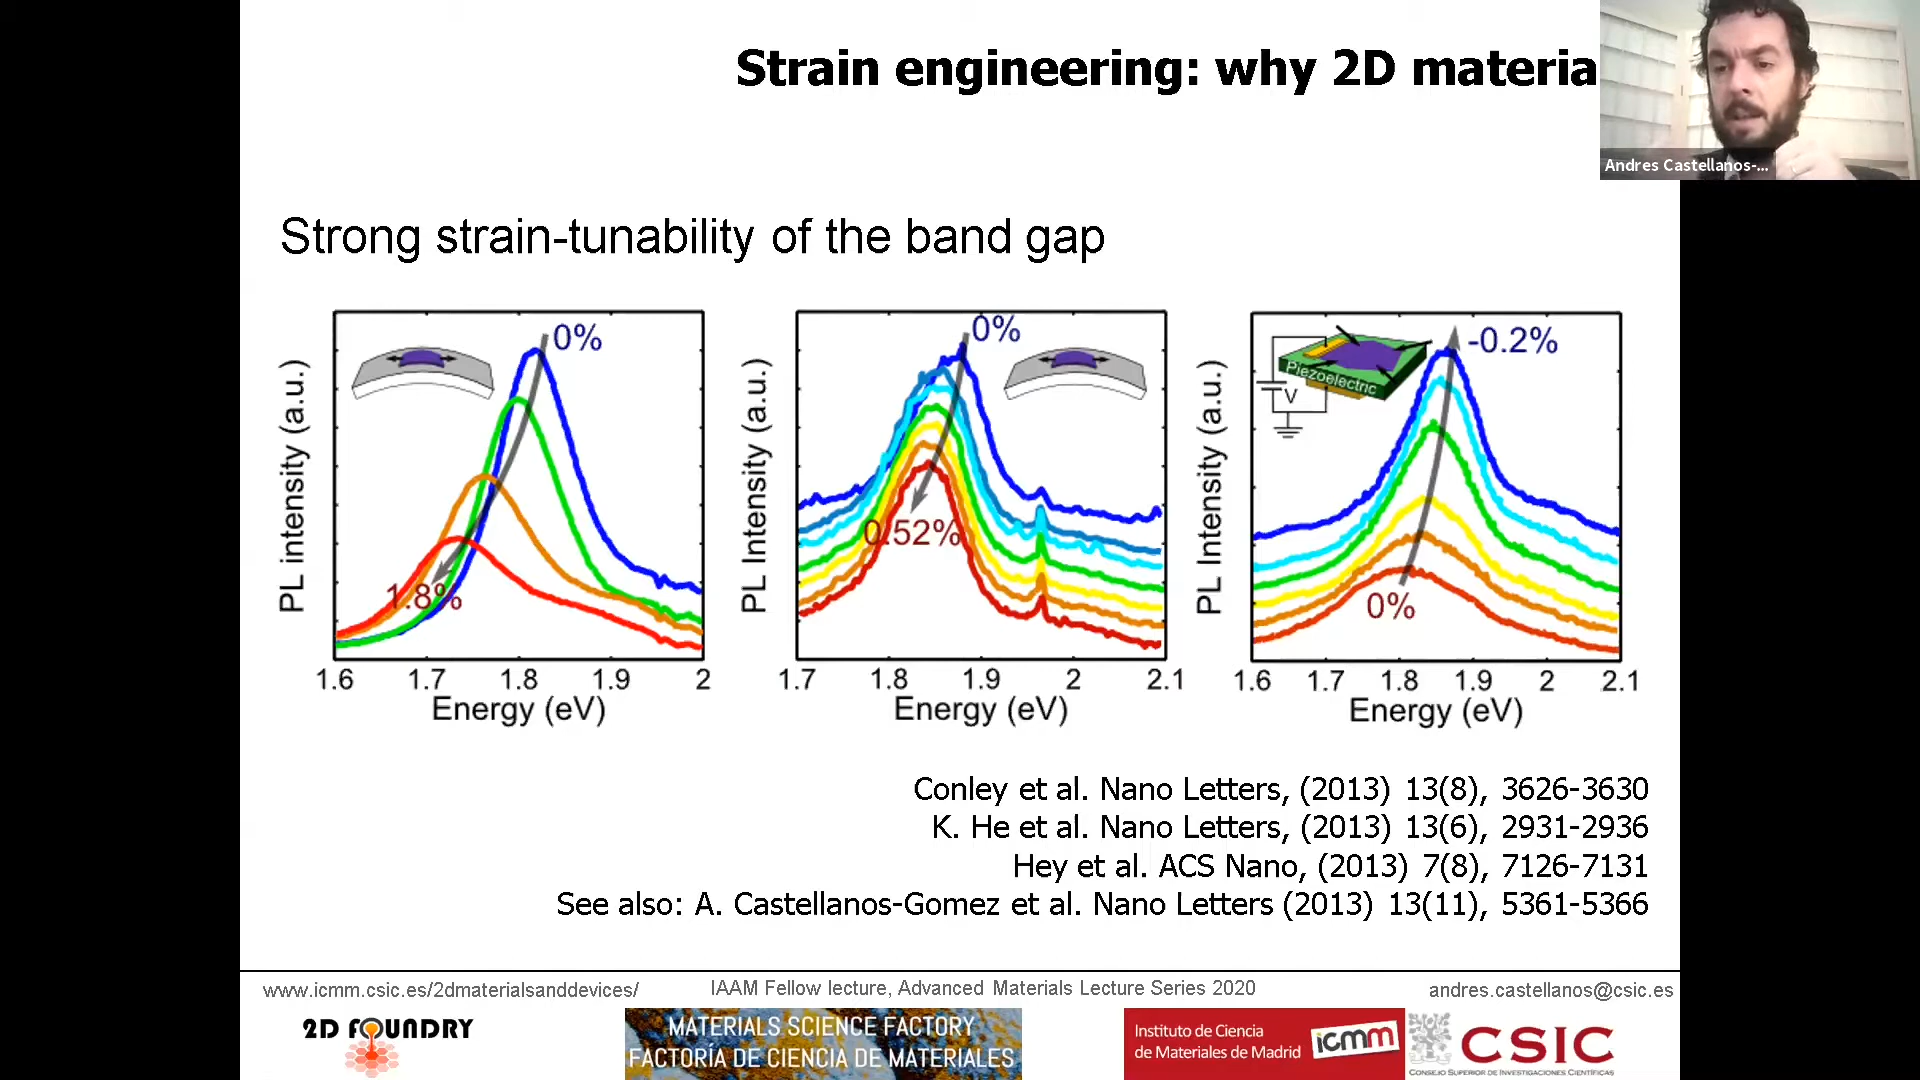 Strain engineering: why 2D materia
Andres Castellanos-...
Strong strain-tunability of the band gap
PL intensity (a.u.)
0%
1.8%
1.6 1.7 1.8 1.9 2
Energy (eV)
PL Intensity (a.u.)
0%
0.52%
1.7 1.8 1.9 2 2.1
Energy (eV)
PL Intensity (a.u.)
Piezoelectric
V
-0.2%
0%
1.6 1.7 1.8 1.9 2 2.1
Energy (eV)
Conley et al. Nano Letters, (2013) 13(8), 3626-3630
K. He et al. Nano Letters, (2013) 13(6), 2931-2936
Hey et al. ACS Nano, (2013) 7(8), 7126-7131
See also: A. Castellanos-Gomez et al. Nano Letters (2013) 13(11), 5361-5366
www.icmm.csic.es/2dmaterialsanddevices/
IAAM Fellow lecture, Advanced Materials Lecture Series 2020
andres.castellanos@csic.es
2D FOUNDRY
MATERIALS SCIENCE FACTORY
FACTORÍA DE CIENCIA DE MATERIALES
Instituto de Ciencia
de Materiales de Madrid
icmm
CSIC
CONSEJO SUPERIOR DE INVESTIGACIONES CIENTÍFICAS